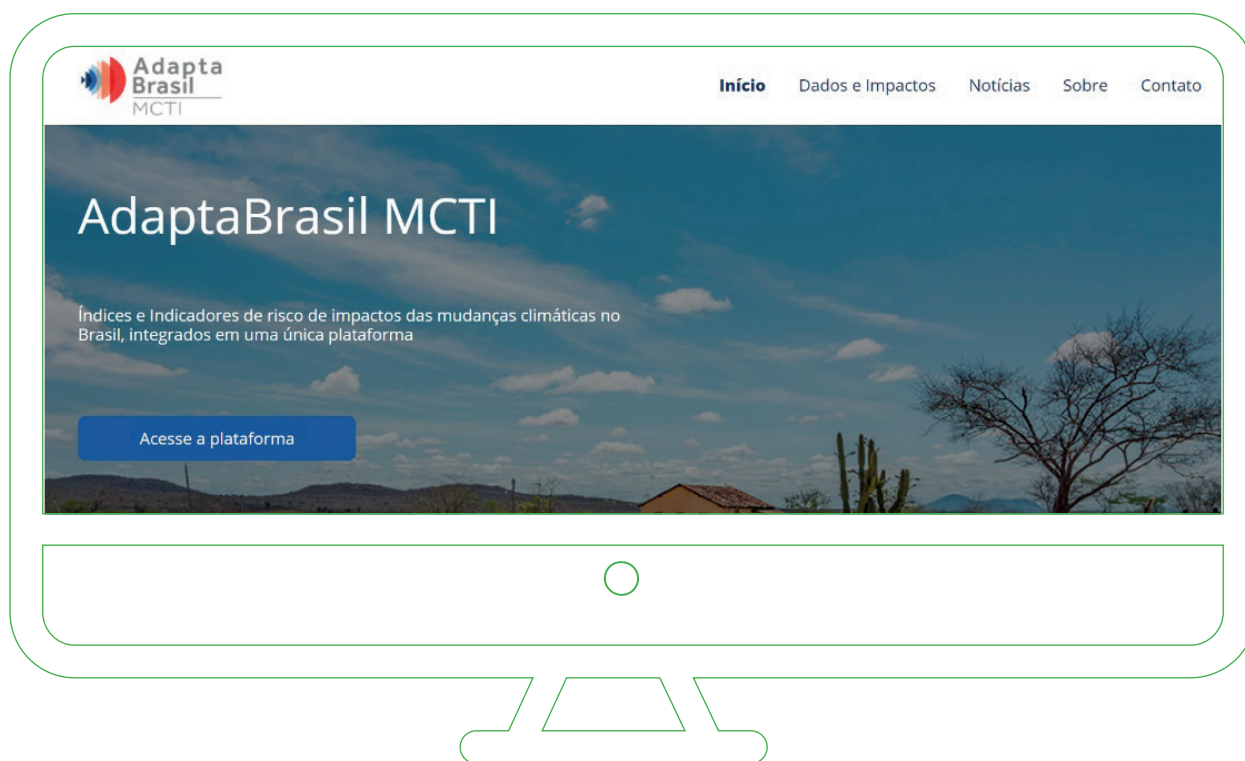 Adapta
Brasil
MCTI
Início Dados e Impactos Notícias Sobre Contato
AdaptaBrasil MCTI
Índices e Indicadores de risco de impactos das mudanças climáticas no
Brasil, integrados em uma única plataforma
Acesse a plataforma